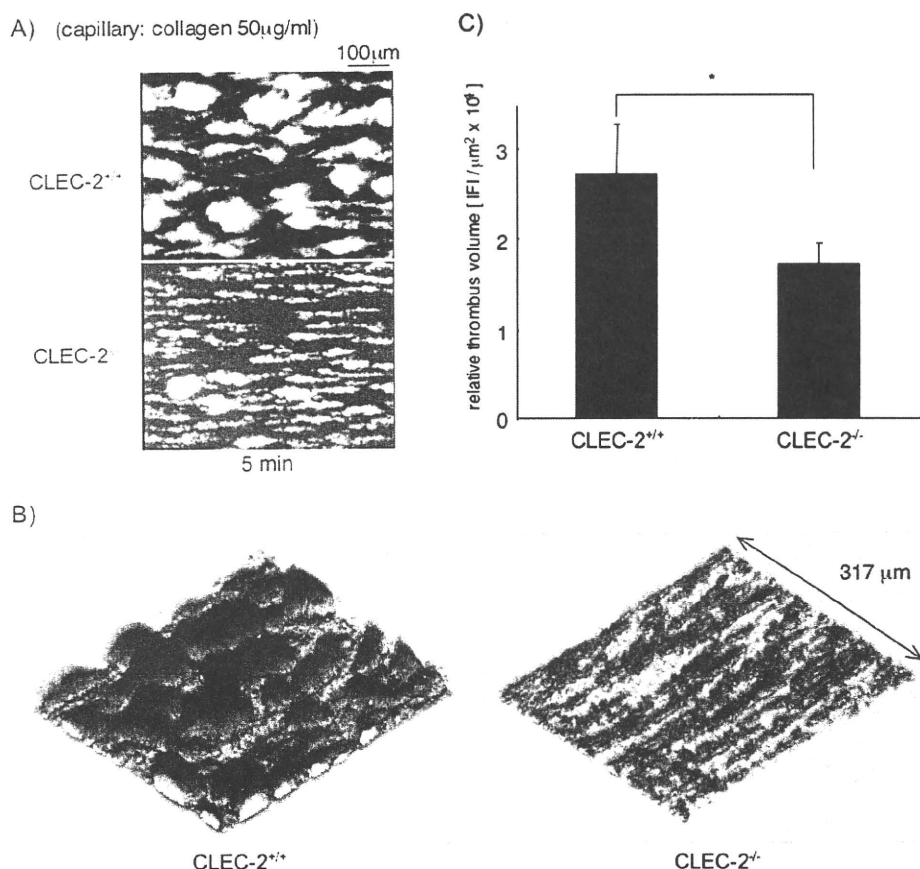 A) (capillary: collagen 50μg/ml)
100μm
CLEC-2+/+
CLEC-2
5 min
C)
*
relative thrombus volume [ IFI /μm² x 10⁴]
3
2
1
0
CLEC-2+/+
CLEC-2-/-
B)
317 μm
CLEC-2+/+
CLEC-2-/-